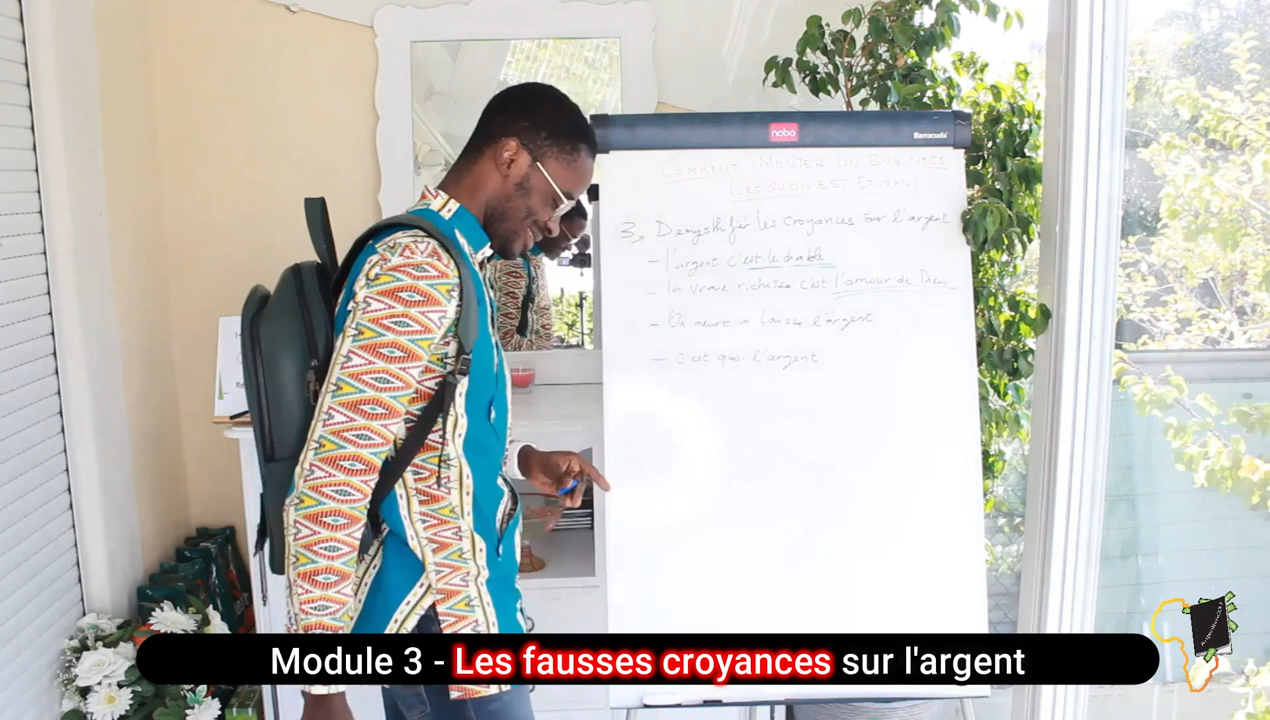 nobo
Barracuda
COMMENT MONTER UN BUSINESS
LORSQU'ON EST ETUDIANT
3, Demystifier les croyances sur l'argent
- l'argent c'est le diable
- la vraie richesse c'est l'amour de Dieu
- On meurt on laisse l'argent
- c'est quoi l'argent
Module 3 - Les fausses croyances sur l'argent